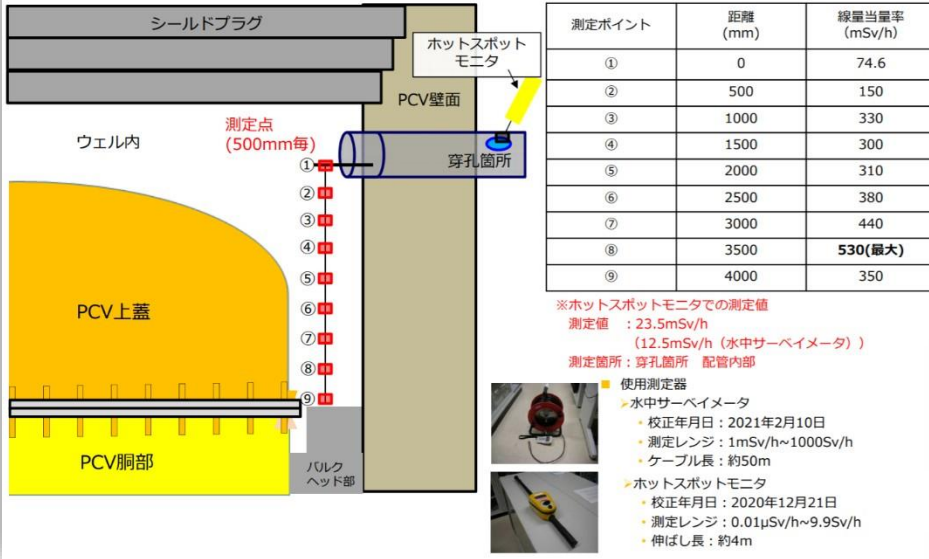 シールドプラグ
ホットスポット
モニタ
PCV壁面
ウェル内
測定点
(500mm毎)
穿孔箇所
①
②
③
④
⑤
⑥
⑦
⑧
⑨
PCV上蓋
PCV胴部
バルク
ヘッド部
測定ポイント 距離 (mm) 線量当量率 (mSv/h)
① 0 74.6
② 500 150
③ 1000 330
④ 1500 300
⑤ 2000 310
⑥ 2500 380
⑦ 3000 440
⑧ 3500 530(最大)
⑨ 4000 350
※ホットスポットモニタでの測定値
測定値 :23.5mSv/h
(12.5mSv/h(水中サーベイメータ))
測定箇所:穿孔箇所 配管内部
■ 使用測定器
➢水中サーベイメータ
・校正年月日:2021年2月10日
・測定レンジ:1mSv/h~1000Sv/h
・ケーブル長:約50m
➢ホットスポットモニタ
・校正年月日:2020年12月21日
・測定レンジ:0.01μSv/h~9.9Sv/h
・伸ばし長:約4m